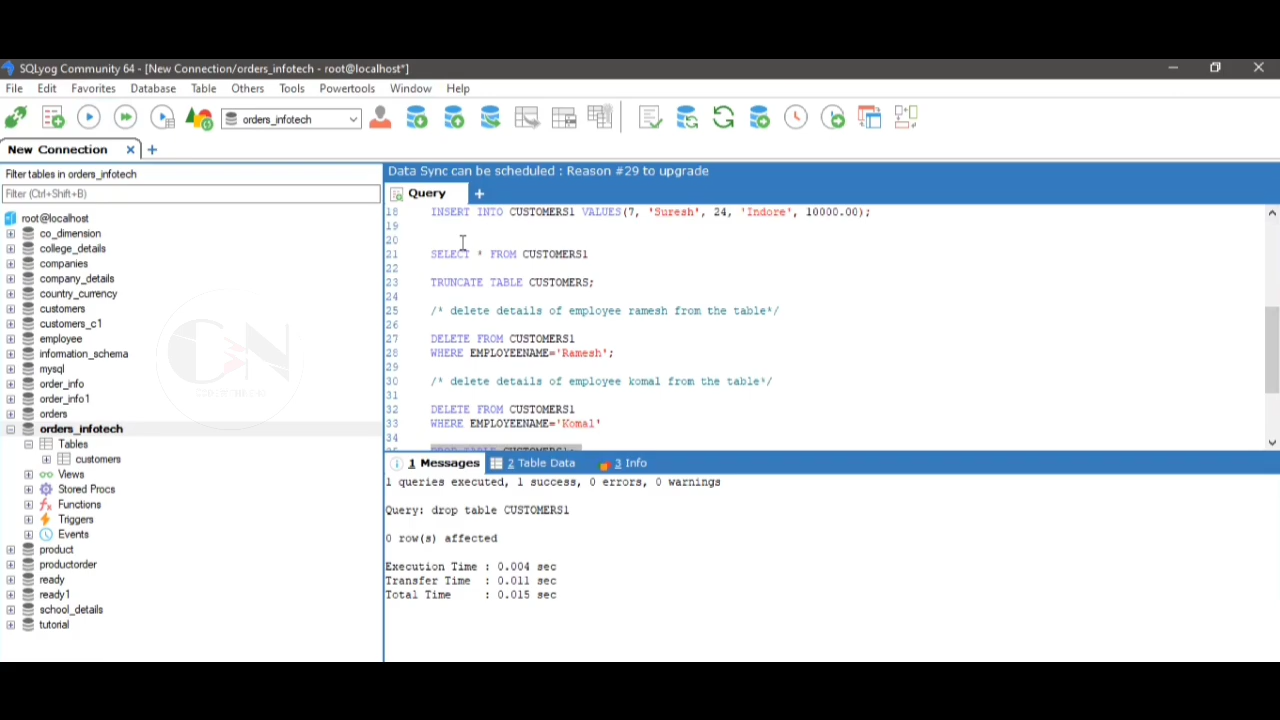 SQLyog Community 64 - [New Connection/orders_infotech - root@localhost*]
File Edit Favorites Database Table Others Tools Powertools Window Help
orders_infotech
New Connection
Filter tables in orders_infotech
Filter (Ctrl+Shift+B)
root@localhost
co_dimension
college_details
companies
company_details
country_currency
customers
customers_c1
employee
information_schema
mysql
order_info
order_info1
orders
orders_infotech
Tables
customers
Views
Stored Procs
Functions
Triggers
Events
product
productorder
ready
ready1
school_details
tutorial
Data Sync can be scheduled : Reason #29 to upgrade
Query
18 INSERT INTO CUSTOMERS1 VALUES(7, 'Suresh', 24, 'Indore', 10000.00);
19
20
21 SELECT * FROM CUSTOMERS1
22
23 TRUNCATE TABLE CUSTOMERS;
24
25 /* delete details of employee ramesh from the table*/
26
27 DELETE FROM CUSTOMERS1
28 WHERE EMPLOYEENAME='Ramesh';
29
30 /* delete details of employee komal from the table*/
31
32 DELETE FROM CUSTOMERS1
33 WHERE EMPLOYEENAME='Komal'
34
1 Messages 2 Table Data 3 Info
1 queries executed, 1 success, 0 errors, 0 warnings
Query: drop table CUSTOMERS1
0 row(s) affected
Execution Time : 0.004 sec
Transfer Time : 0.011 sec
Total Time : 0.015 sec